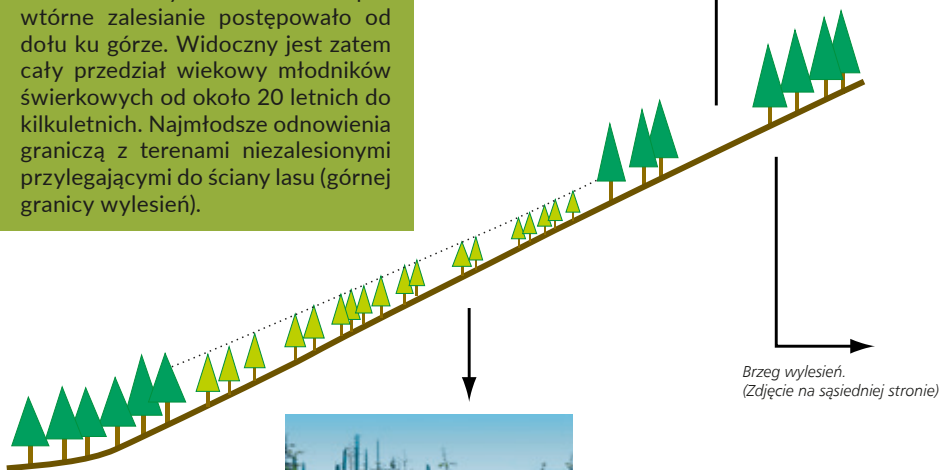 wtórne zalesianie postępowało od
dołu ku górze. Widoczny jest zatem
cały przedział wiekowy młodników
świerkowych od około 20 letnich do
kilkuletnich. Najmłodsze odnowienia
graniczą z terenami niezalesionymi
przylegającymi do ściany lasu (górnej
granicy wylesień).
Brzeg wylesień.
(Zdjęcie na sąsiedniej stronie)